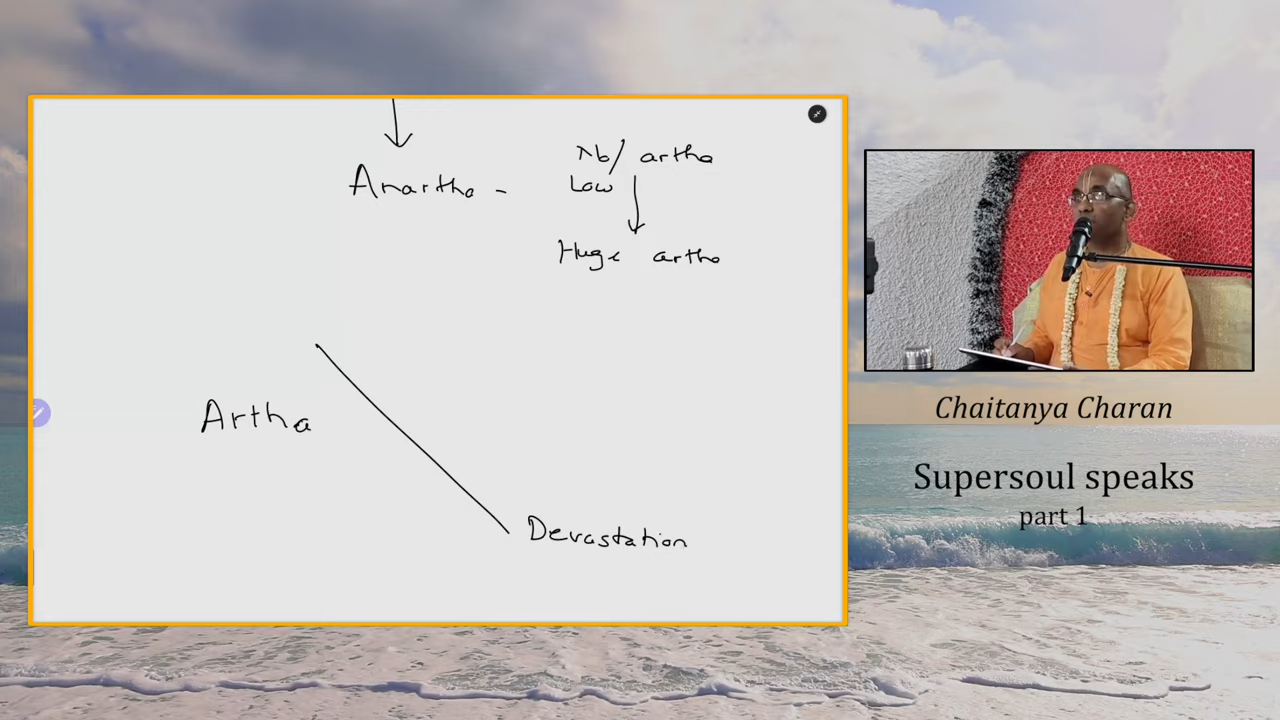 No/ artha
Anartha - Low
Huge artha
Artha
Devastation
Chaitanya Charan
Supersoul speaks
part 1